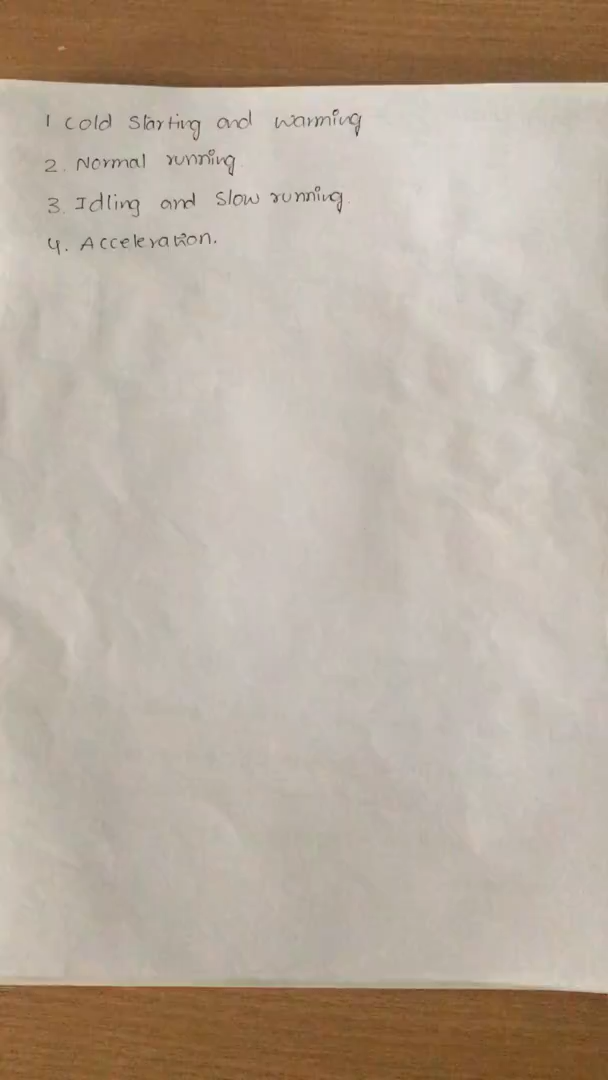 1 Cold Starting and warming
2. Normal running.
3. Idling and Slow running.
4. Acceleration.